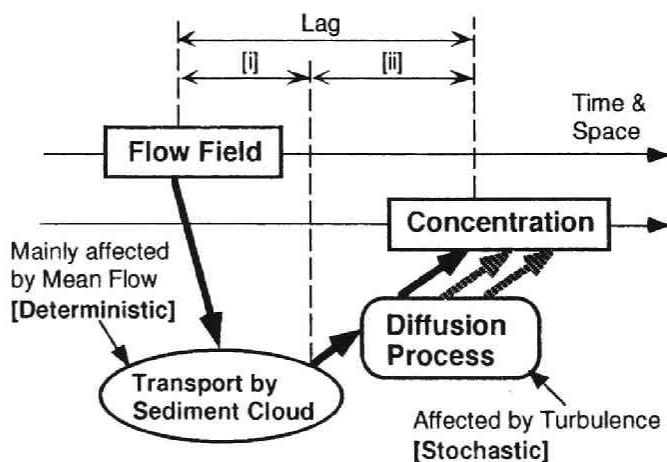 Lag
[i]
[ii]
Time &
Space
Flow Field
Concentration
Mainly affected
by Mean Flow
[Deterministic]
Diffusion
Process
Transport by
Sediment Cloud
Affected by Turbulence
[Stochastic]